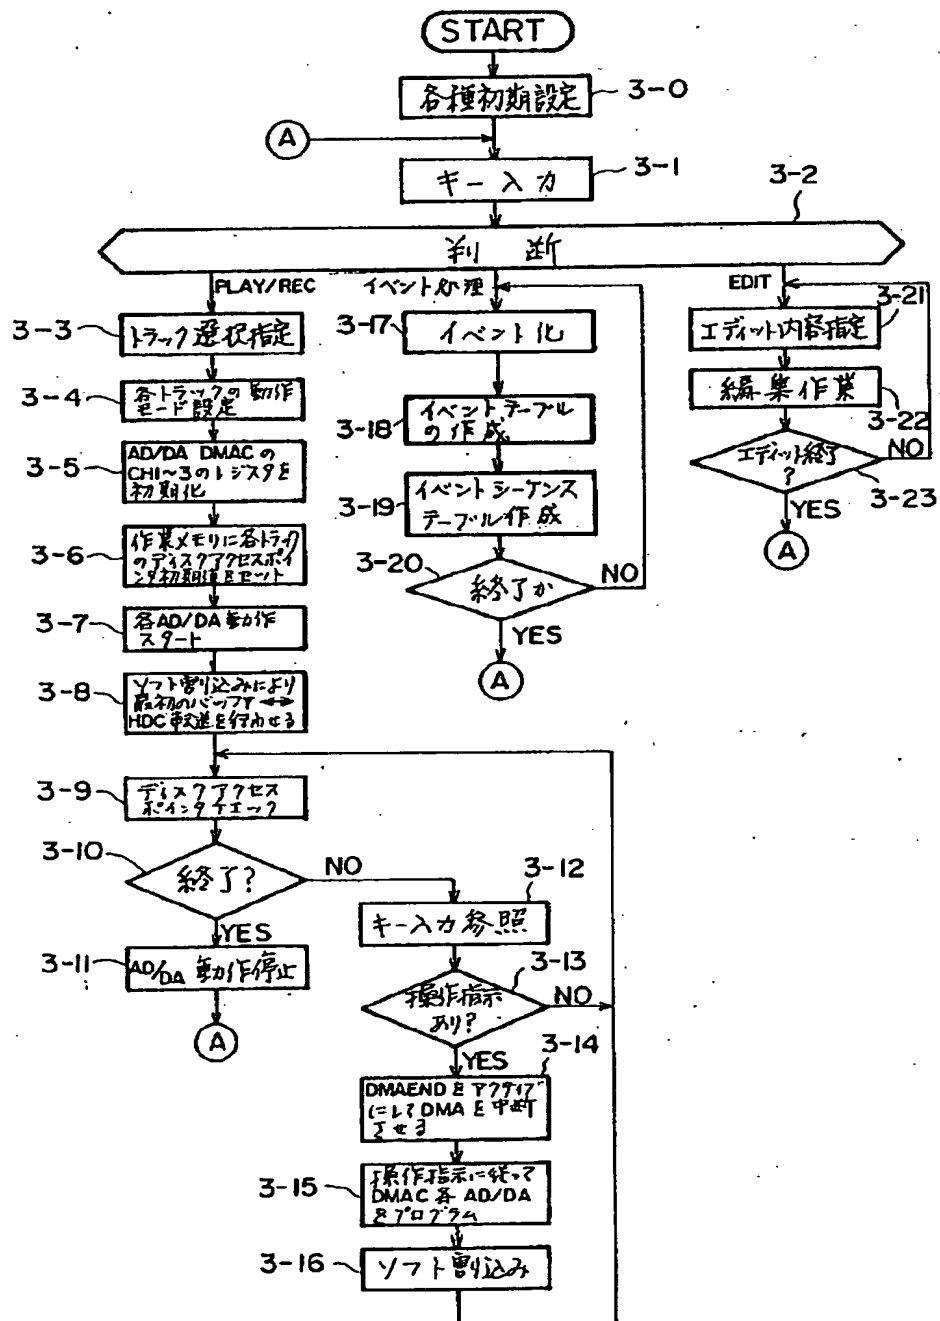 START
各種初期設定
3-0
A
キー入力
3-1
3-2
判 断
PLAY/REC
イベント処理
EDIT
3-3
トラック選択指定
3-4
各トラックの動作
モード設定
3-5
AD/DA DMACの
CH1~3のレジスタを
初期化
3-6
作業メモリに各トラック
のディスクアクセスポイ
ンタ初期値をセット
3-7
各AD/DA動作
スタート
3-8
ソフト割り込みにより
最初のバッファ↔
HDC転送を行わせる
3-9
ディスクアクセス
ポインタチェック
3-10
終了?
NO
YES
3-11
AD/DA動作停止
A
3-12
キー入力参照
3-13
操作指示
あり?
NO
YES
3-14
DMAENDをアクティブ
にしてDMAを中断
させる
3-15
操作指示に従って
DMAC各AD/DA
をプログラム
3-16
ソフト割込み
3-17
イベント化
3-18
イベントテーブル
の作成
3-19
イベントシーケンス
テーブル作成
3-20
終了か
NO
YES
A
3-21
エディット内容指定
編集作業
3-22
エディット終了
?
NO
3-23
YES
A